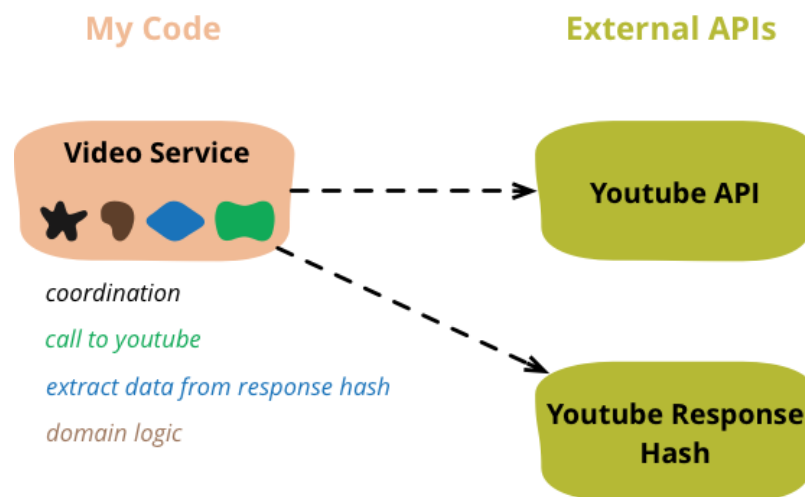 My Code
External APIs
Video Service
Youtube API
coordination
call to youtube
extract data from response hash
domain logic
Youtube Response
Hash